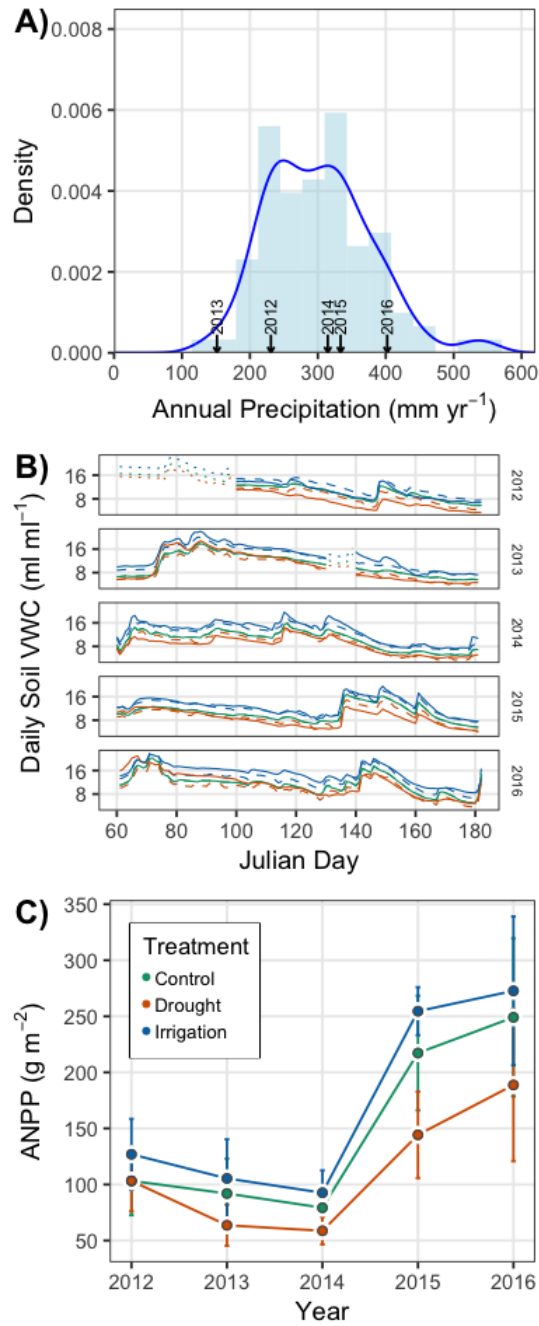 A)
0.008
0.006
0.004
0.002
0.000
Density
2013
2012
2014
2015
2016
0 100 200 300 400 500 600
Annual Precipitation (mm yr⁻¹)
B)
Daily Soil VWC (ml ml⁻¹)
16
8
2012
16
8
2013
16
8
2014
16
8
2015
16
8
2016
60 80 100 120 140 160 180
Julian Day
C)
350
300
250
200
150
100
50
ANPP (g m⁻²)
Treatment
Control
Drought
Irrigation
2012 2013 2014 2015 2016
Year